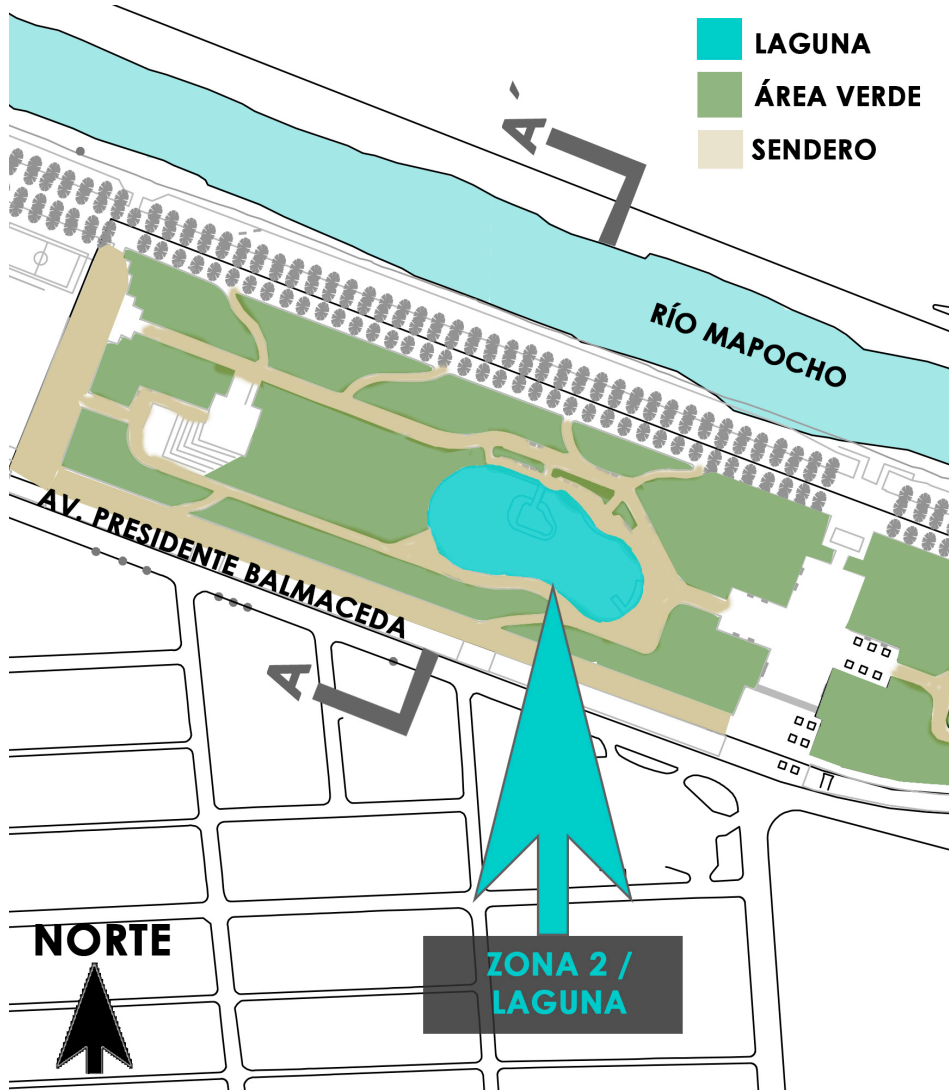 LAGUNA
ÁREA VERDE
SENDERO
A´
RÍO MAPOCHO
AV. PRESIDENTE BALMACEDA
A
NORTE
ZONA 2 /
LAGUNA